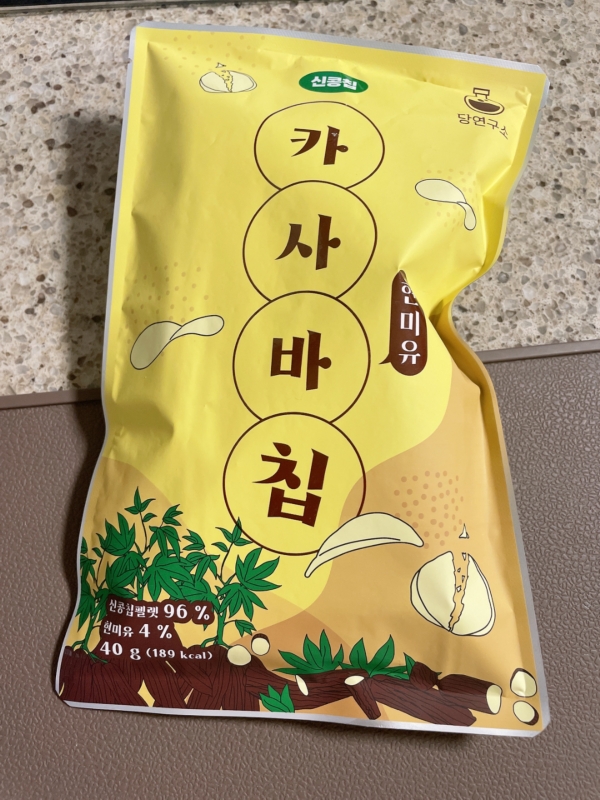 신콩칩
당연구소
카
사
바
칩
현미유
신콩칩펠렛 96 %
현미유 4 %
40 g (189 kcal)